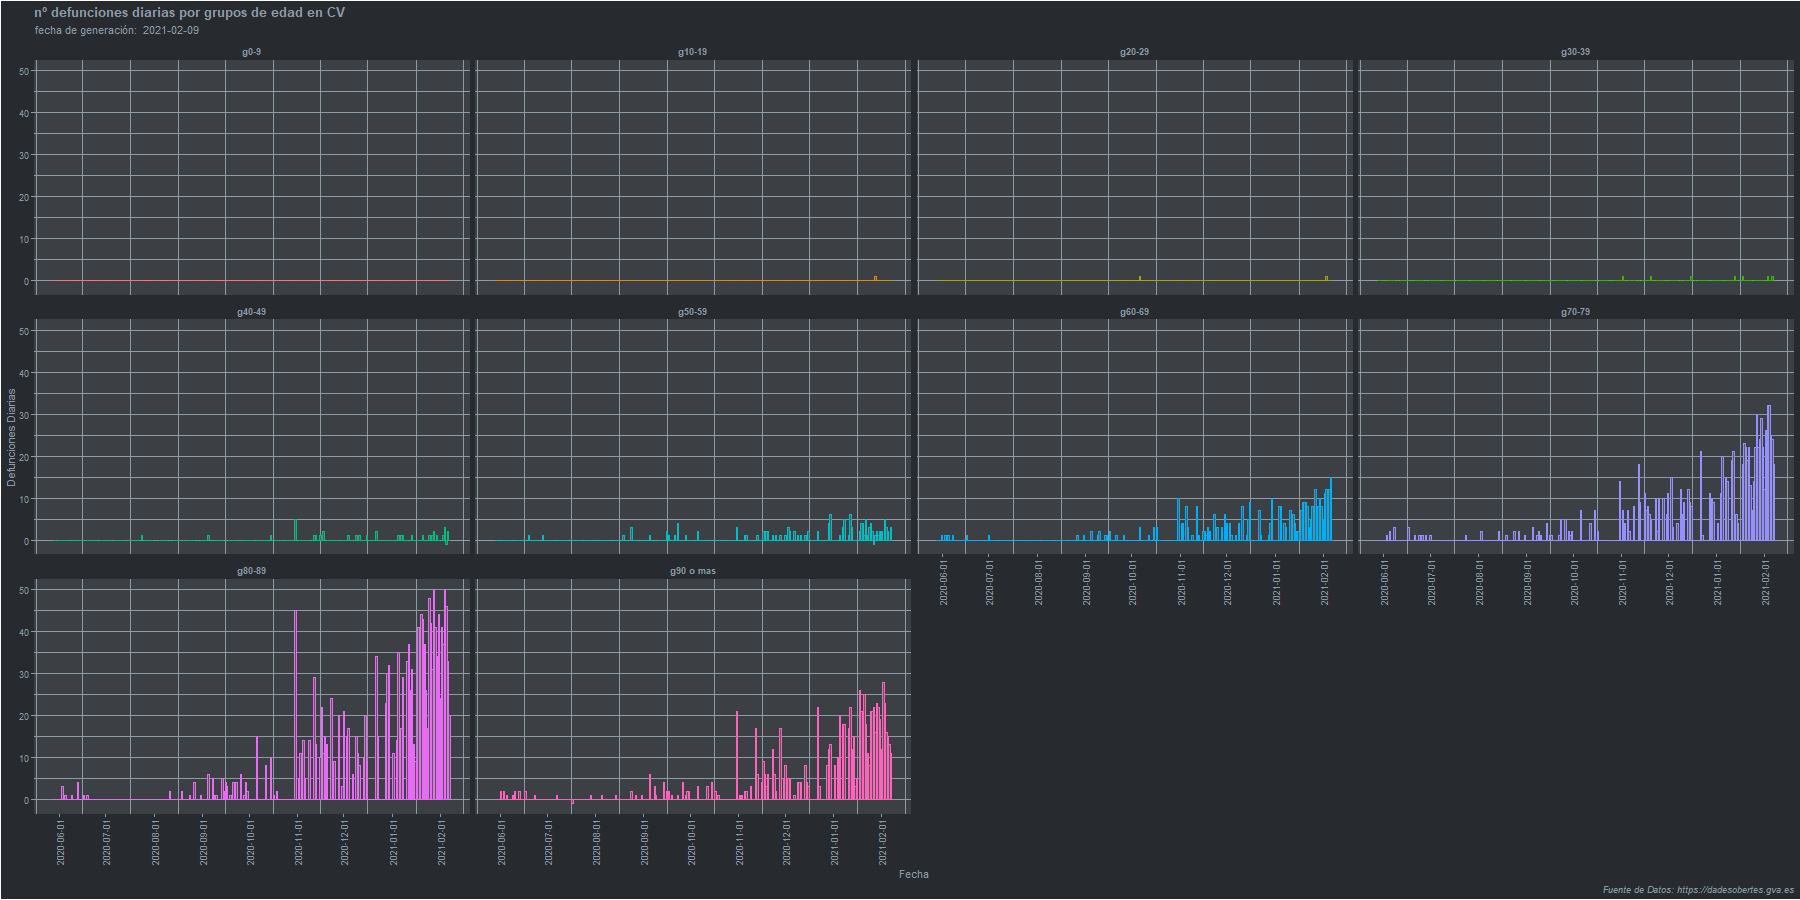 nº defunciones diarias por grupos de edad en CV
fecha de generación: 2021-02-09
g0-9 g10-19 g20-29 g30-39
50
40
30
20
10
0
g40-49 g50-59 g60-69 g70-79
50
40
30
20
10
0
Defunciones Diarias
2020-06-01 2020-07-01 2020-08-01 2020-09-01 2020-10-01 2020-11-01 2020-12-01 2021-01-01 2021-02-01 2020-06-01 2020-07-01 2020-08-01 2020-09-01 2020-10-01 2020-11-01 2020-12-01 2021-01-01 2021-02-01
g80-89 g90 o mas
50
40
30
20
10
0
2020-06-01 2020-07-01 2020-08-01 2020-09-01 2020-10-01 2020-11-01 2020-12-01 2021-01-01 2021-02-01 2020-06-01 2020-07-01 2020-08-01 2020-09-01 2020-10-01 2020-11-01 2020-12-01 2021-01-01 2021-02-01
Fecha
Fuente de Datos: https://dadesobertes.gva.es